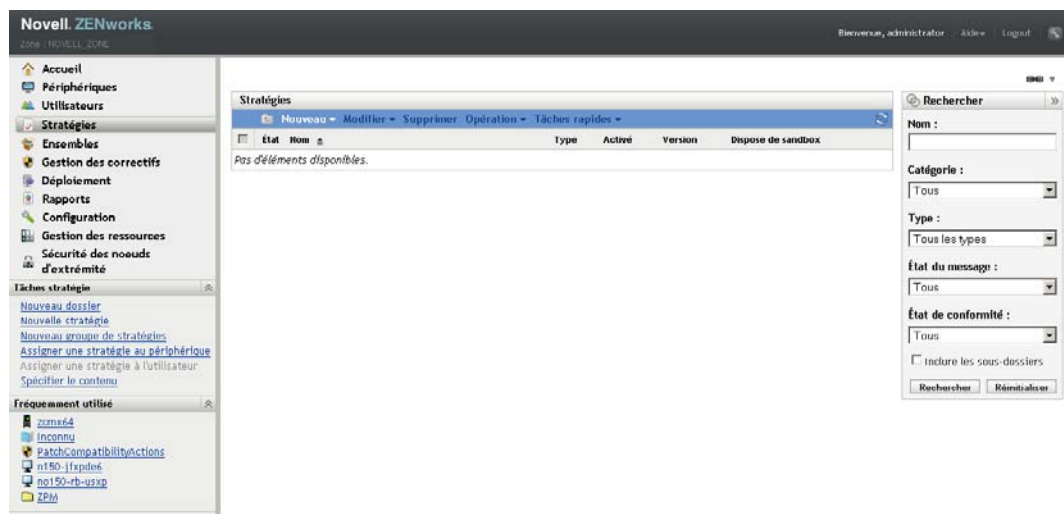 Novell. ZENworks.
Zone : NOVELL_ZONE
Bienvenue, administrator Aide Logout
Accueil
Périphériques
Utilisateurs
Stratégies
Ensembles
Gestion des correctifs
Déploiement
Rapports
Configuration
Gestion des ressources
Sécurité des noeuds
d'extrémité
Tâches stratégie
Nouveau dossier
Nouvelle stratégie
Nouveau groupe de stratégies
Assigner une stratégie au périphérique
Assigner une stratégie à l'utilisateur
Spécifier le contenu
Fréquemment utilisé
zcmx64
Inconnu
PatchCompatibilityActions
n150-jfxpde6
no150-rb-usxp
ZPM
Stratégies
Nouveau Modifier Supprimer Opération Tâches rapides
État Nom Type Activé Version Dispose de sandbox
Pas d'éléments disponibles.
Rechercher
Nom :
Catégorie :
Tous
Type :
Tous les types
État du message :
Tous
État de conformité :
Tous
Inclure les sous-dossiers
Rechercher Réinitialiser